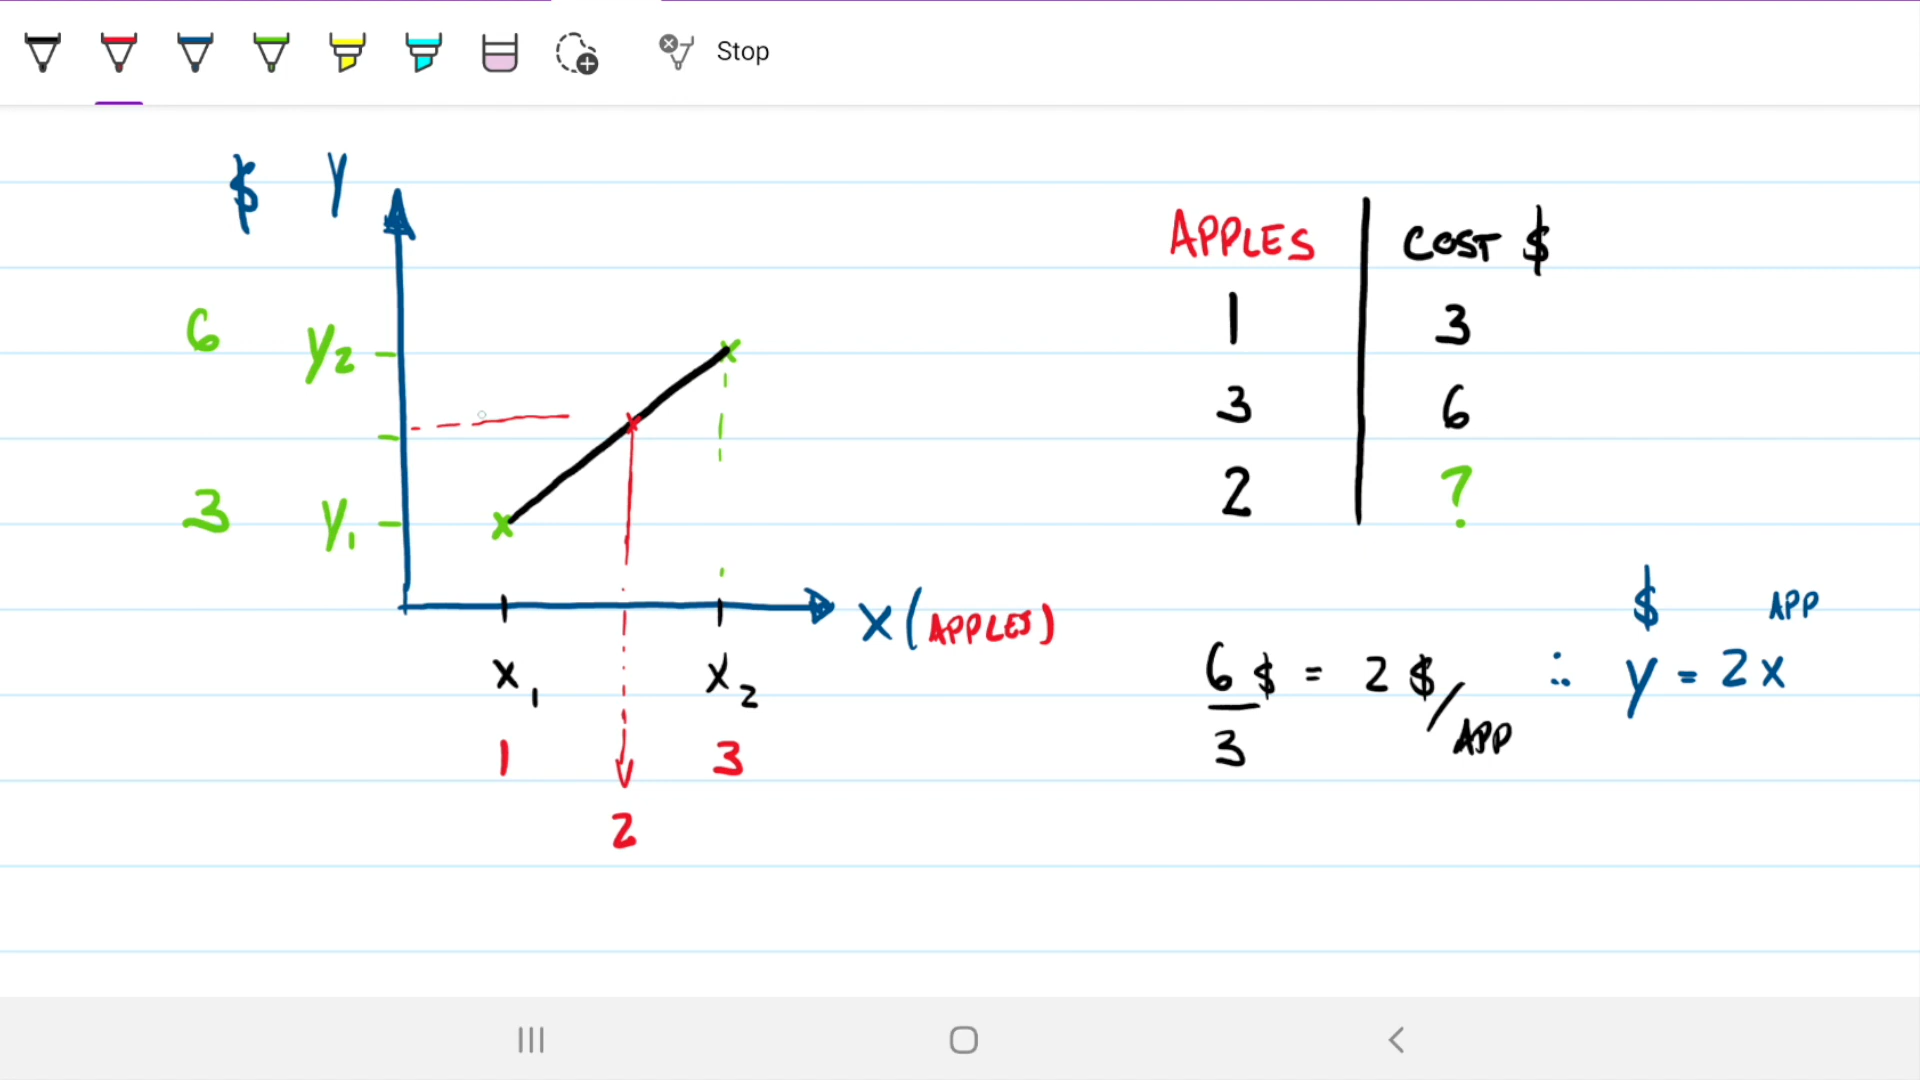 Stop
$ Y
6 Y2
3 Y1
X (APPLES)
X1 X2
1 3
2
APPLES COST $
1 3
3 6
2 ?
6 $ = 2 $/APP
3
$ APP
∴ y = 2x